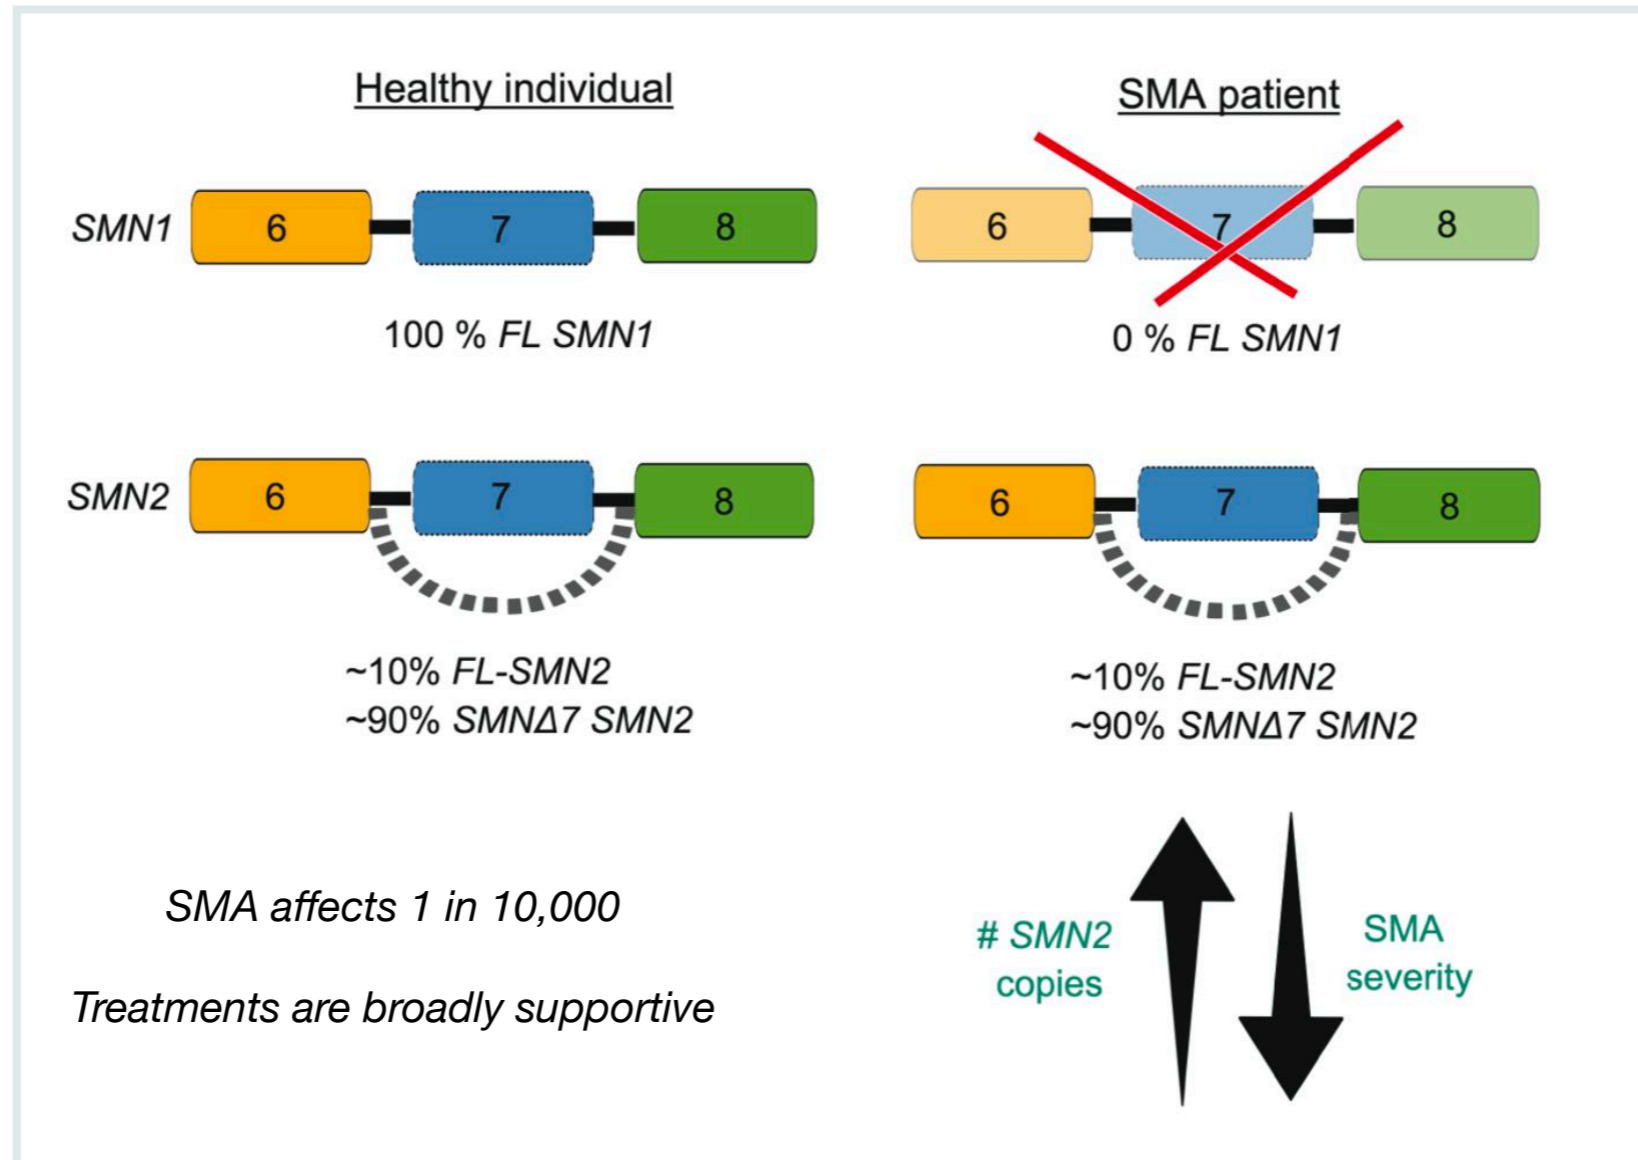 Healthy individual
SMA patient
SMN1
6
7
8
6
7
8
100 % FL SMN1
0 % FL SMN1
SMN2
6
7
8
6
7
8
~10% FL-SMN2
~90% SMNΔ7 SMN2
~10% FL-SMN2
~90% SMNΔ7 SMN2
SMA affects 1 in 10,000
Treatments are broadly supportive
# SMN2
copies
SMA
severity